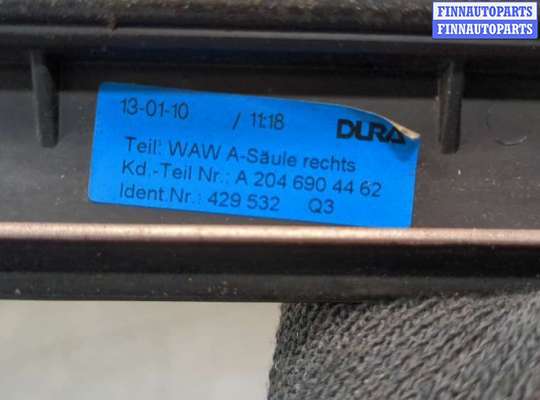 FINNAUTOPARTS
FINNAUTOPARTS
13-01-10 / 11:18 DURA
Teil: WAW A-Säule rechts
Kd.-Teil Nr.: A 204 690 44 62
Ident.Nr.: 429 532 Q3